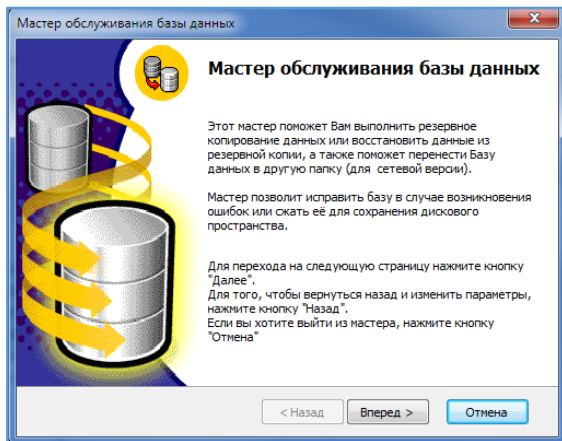 Мастер обслуживания базы данных
Мастер обслуживания базы данных
Этот мастер поможет Вам выполнить резервное
копирование данных или восстановить данные из
резервной копии, а также поможет перенести Базу
данных в другую папку (для сетевой версии).
Мастер позволит исправить базу в случае возникновения
ошибок или сжать её для сохранения дискового
пространства.
Для перехода на следующую страницу нажмите кнопку
"Далее".
Для того, чтобы вернуться назад и изменить параметры,
нажмите кнопку "Назад".
Если вы хотите выйти из мастера, нажмите кнопку
"Отмена"
< Назад
Вперед >
Отмена